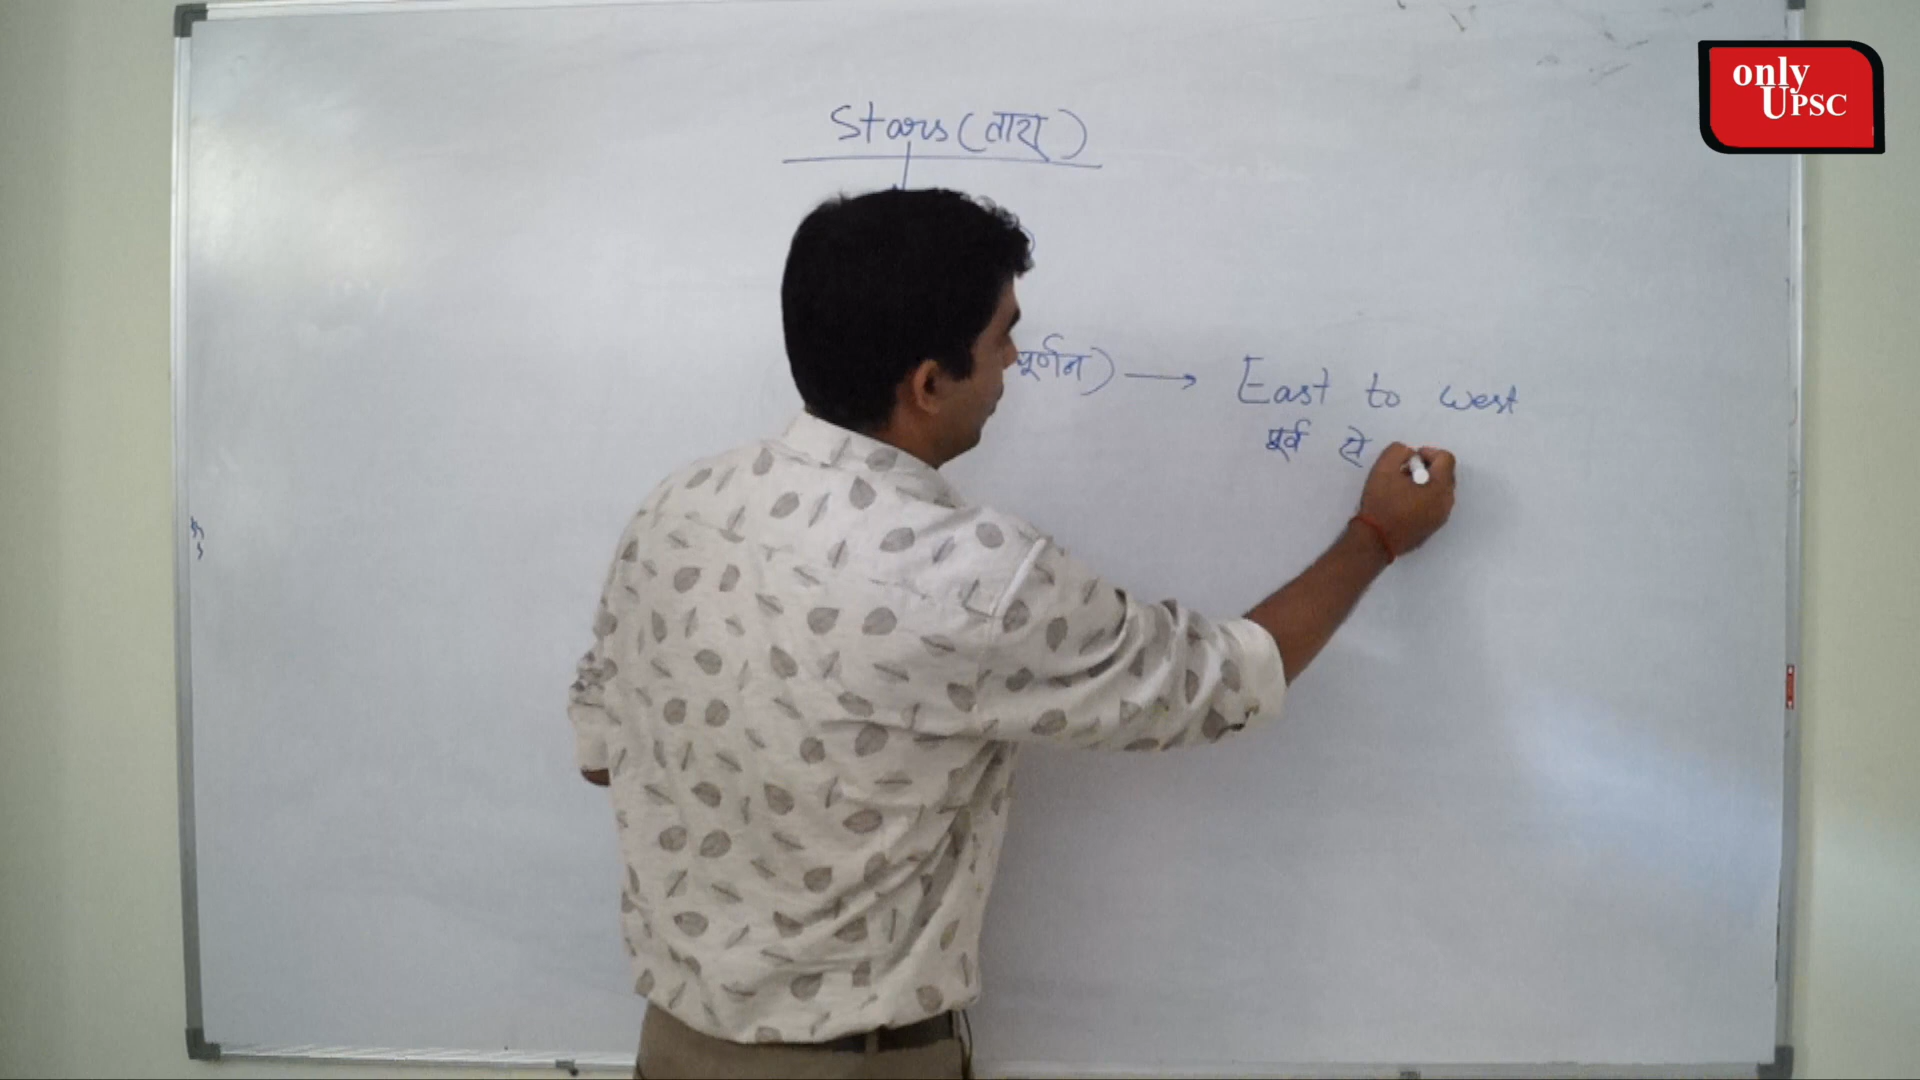 only
UPSC
Stars (तारा)
घूर्णन) → East to west
पूर्व से